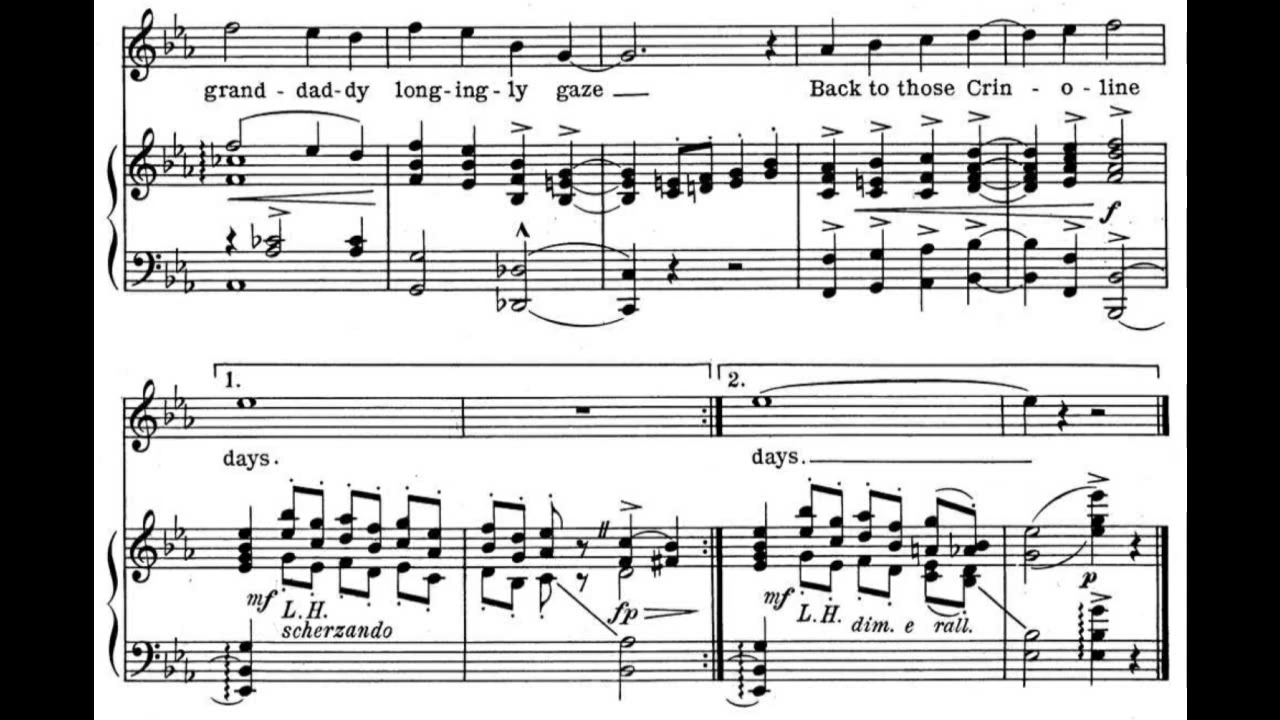 grand - dad-dy long-ing-ly gaze Back to those Crin - o - line
f
1. 2.
days. days.
mf L.H. fp mf L.H. dim. e rall. p
scherzando